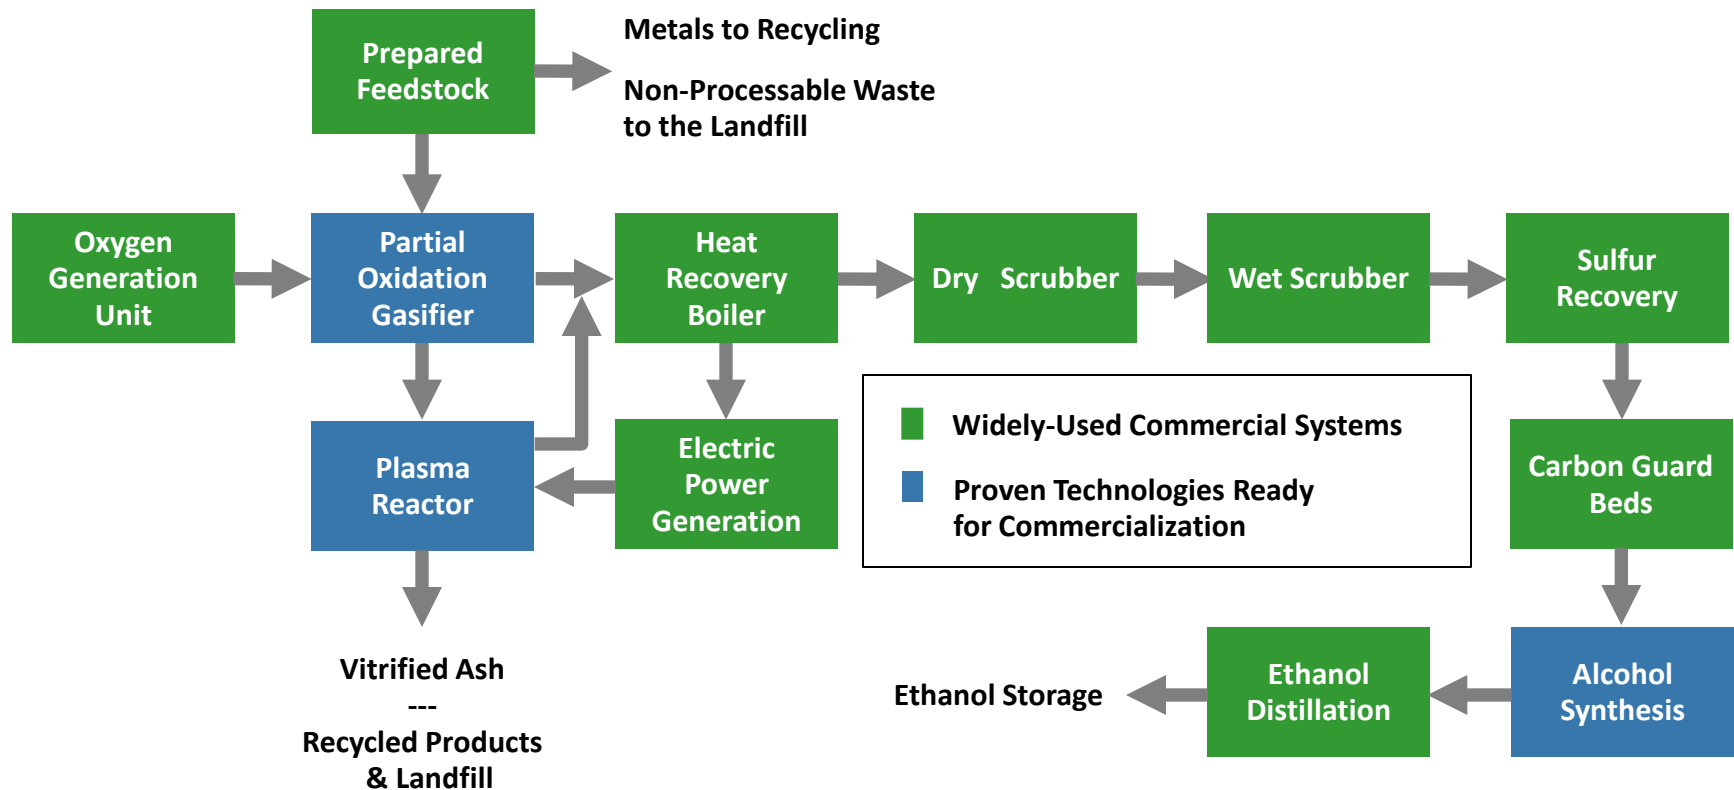 Prepared
Feedstock
Metals to Recycling
Non-Processable Waste
to the Landfill
Oxygen
Generation
Unit
Partial
Oxidation
Gasifier
Heat
Recovery
Boiler
Dry Scrubber
Wet Scrubber
Sulfur
Recovery
Plasma
Reactor
Electric
Power
Generation
Widely-Used Commercial Systems
Proven Technologies Ready
for Commercialization
Carbon Guard
Beds
Vitrified Ash
---
Recycled Products
& Landfill
Ethanol Storage
Ethanol
Distillation
Alcohol
Synthesis